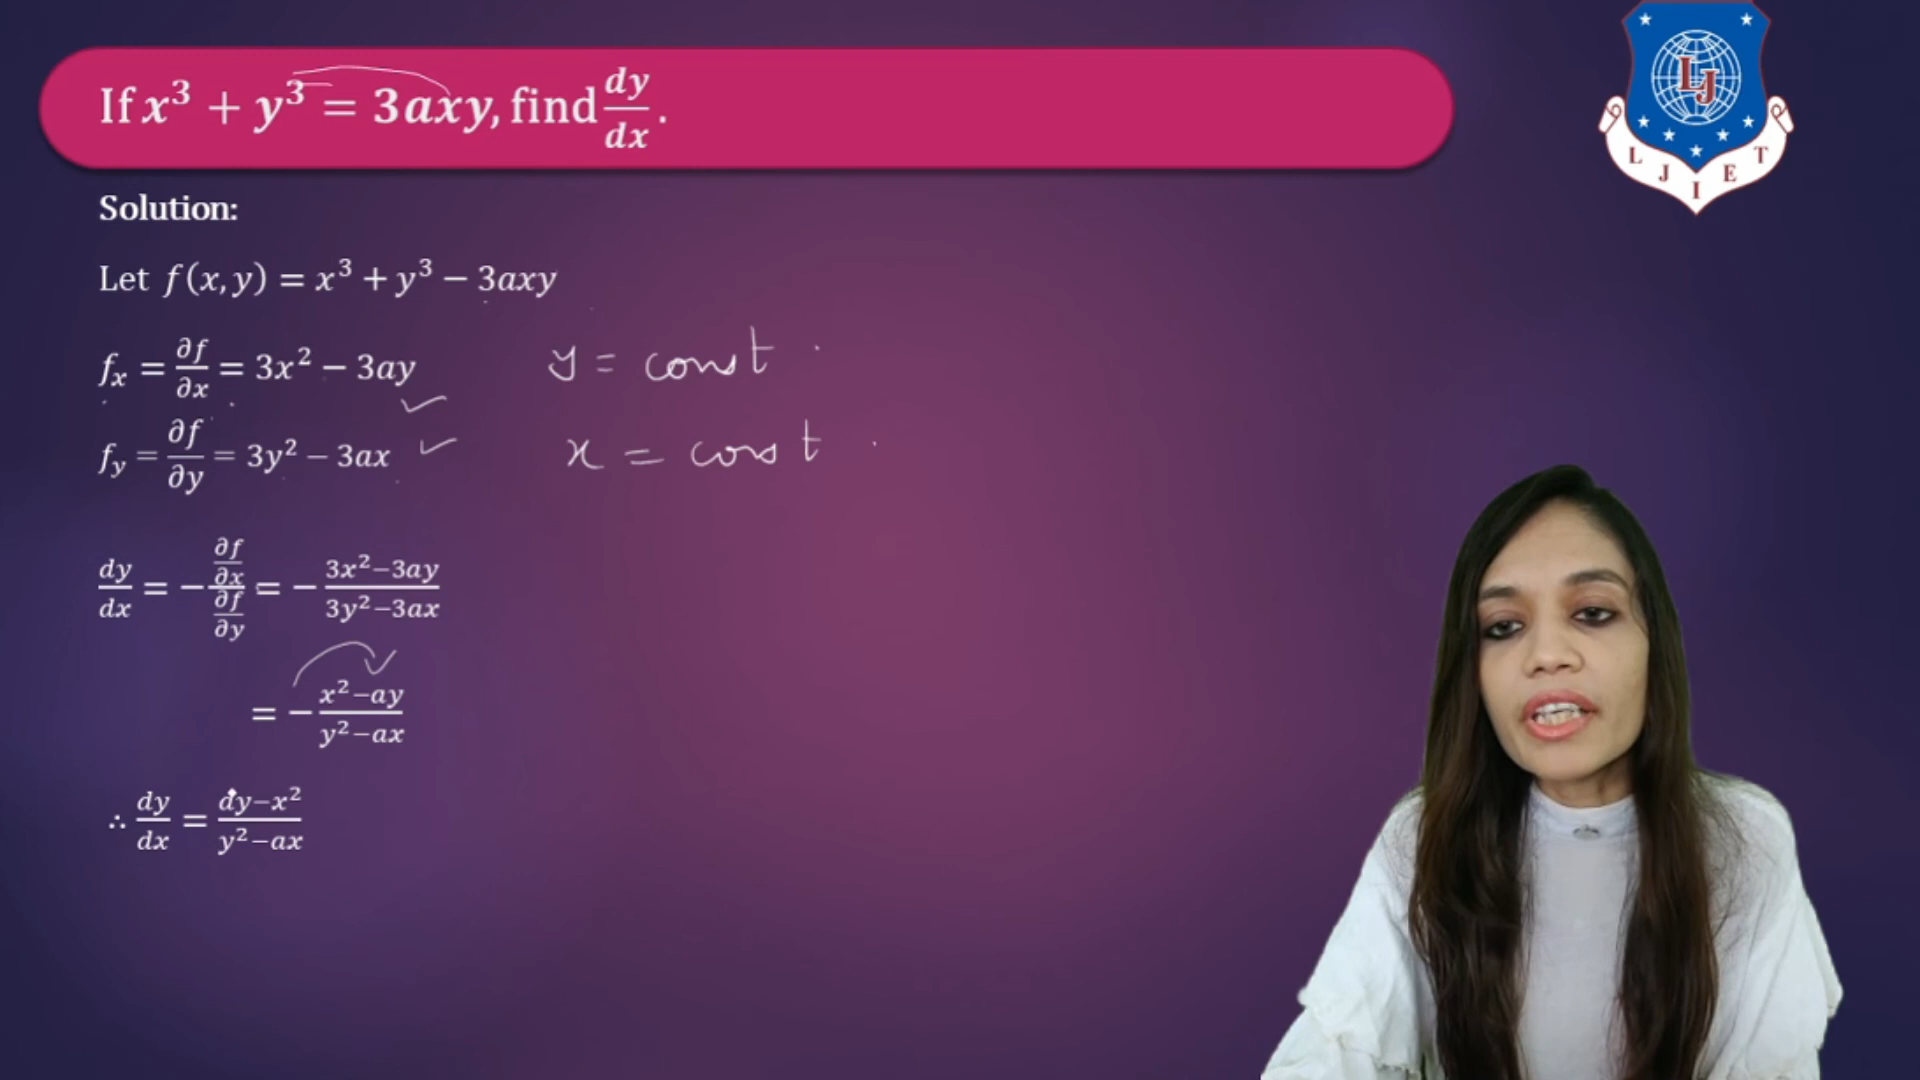 If x³ + y³ = 3axy, find dy/dx.
Solution:
Let f(x, y) = x³ + y³ − 3axy
fₓ = ∂f/∂x = 3x² − 3ay
y = const
f_y = ∂f/∂y = 3y² − 3ax
x = const
dy/dx = − (∂f/∂x)/(∂f/∂y) = − (3x²−3ay)/(3y²−3ax)
= − (x²−ay)/(y²−ax)
∴ dy/dx = (ay−x²)/(y²−ax)
LJ
L J I E T